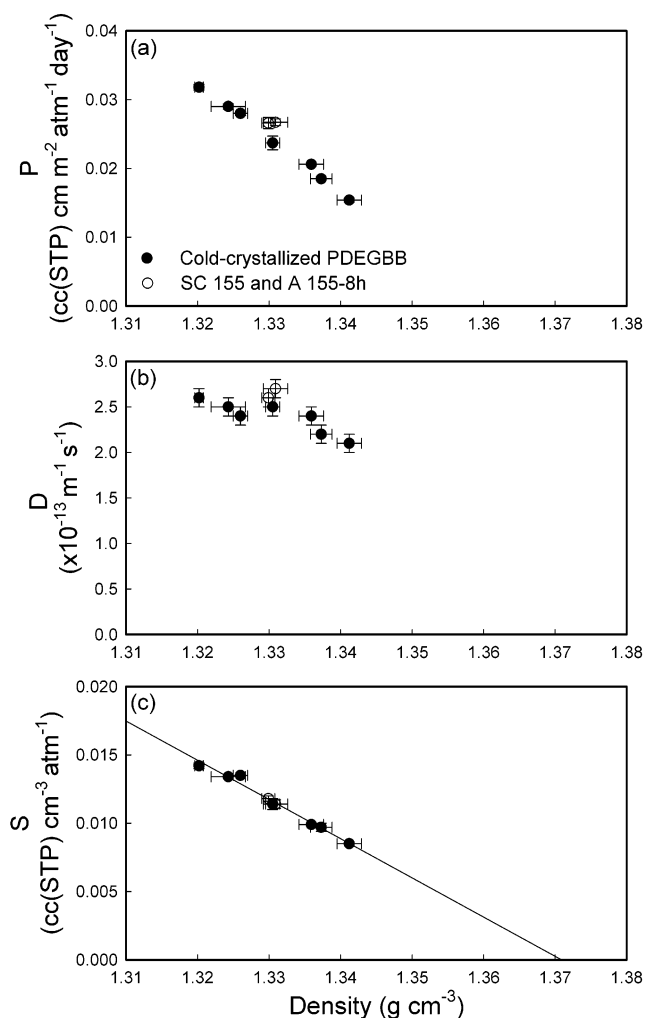 0.04
(a)
0.03
0.02
0.01
0.00
P
(cc(STP) cm m⁻² atm⁻¹ day⁻¹)
Cold-crystallized PDEGBB
SC 155 and A 155-8h
1.31 1.32 1.33 1.34 1.35 1.36 1.37 1.38
3.0
(b)
2.5
2.0
1.5
1.0
0.5
0.0
D
(x10⁻¹³ m⁻¹ s⁻¹)
1.31 1.32 1.33 1.34 1.35 1.36 1.37 1.38
0.020
(c)
0.015
0.010
0.005
0.000
S
(cc(STP) cm⁻³ atm⁻¹)
1.31 1.32 1.33 1.34 1.35 1.36 1.37 1.38
Density (g cm⁻³)